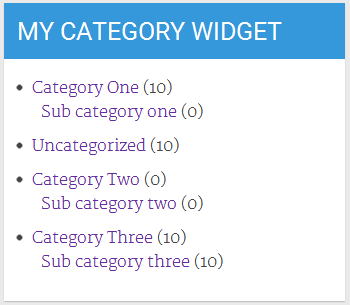 MY CATEGORY WIDGET
Category One (10)
Sub category one (0)
Uncategorized (10)
Category Two (0)
Sub category two (0)
Category Three (10)
Sub category three (10)